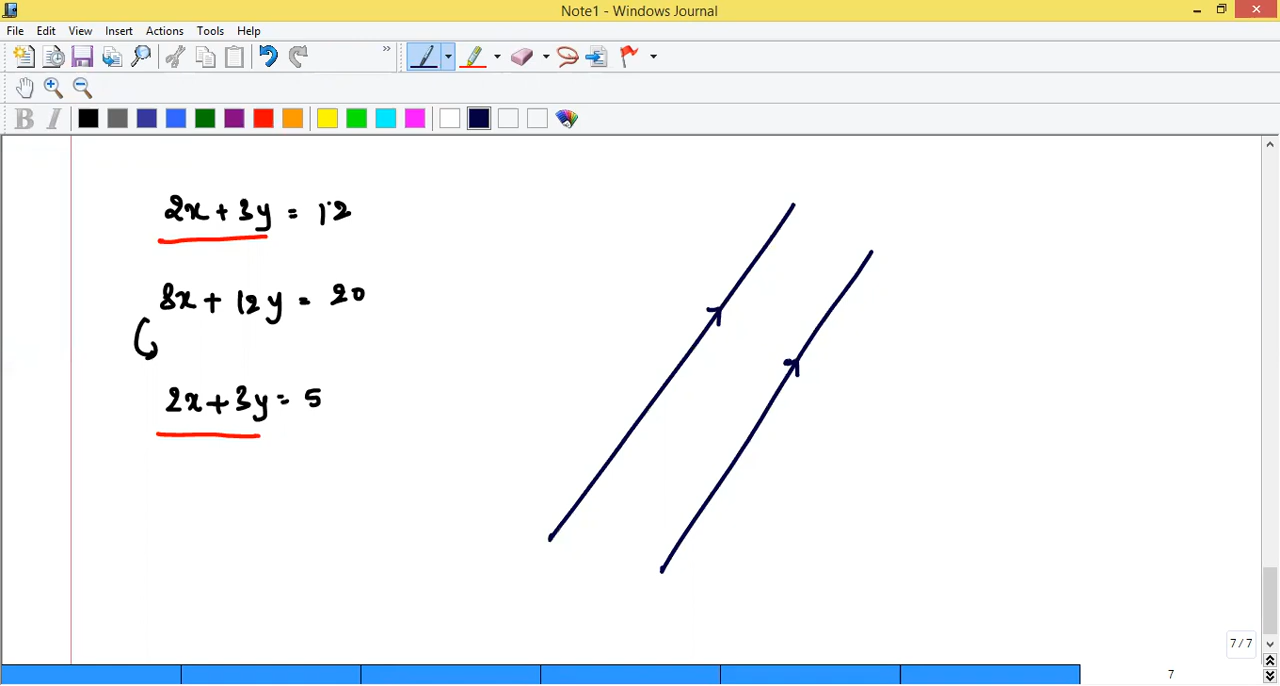 Note1 - Windows Journal
File Edit View Insert Actions Tools Help
B I
2x + 3y = 12
8x + 12y = 20
2x + 3y = 5
7 / 7
7